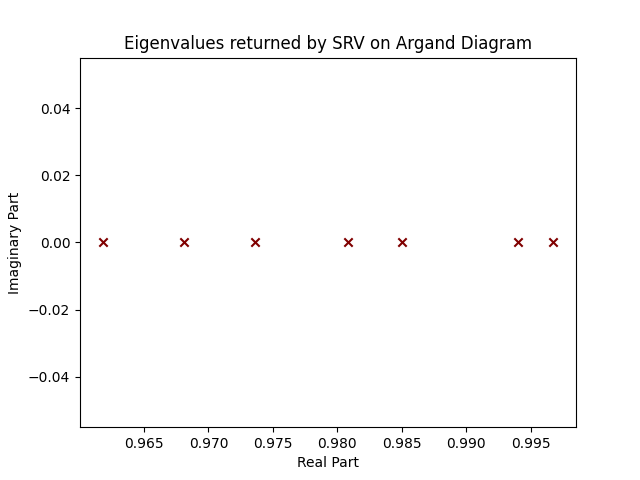 Eigenvalues returned by SRV on Argand Diagram
Imaginary Part
0.04
0.02
0.00
−0.02
−0.04
0.965 0.970 0.975 0.980 0.985 0.990 0.995
Real Part